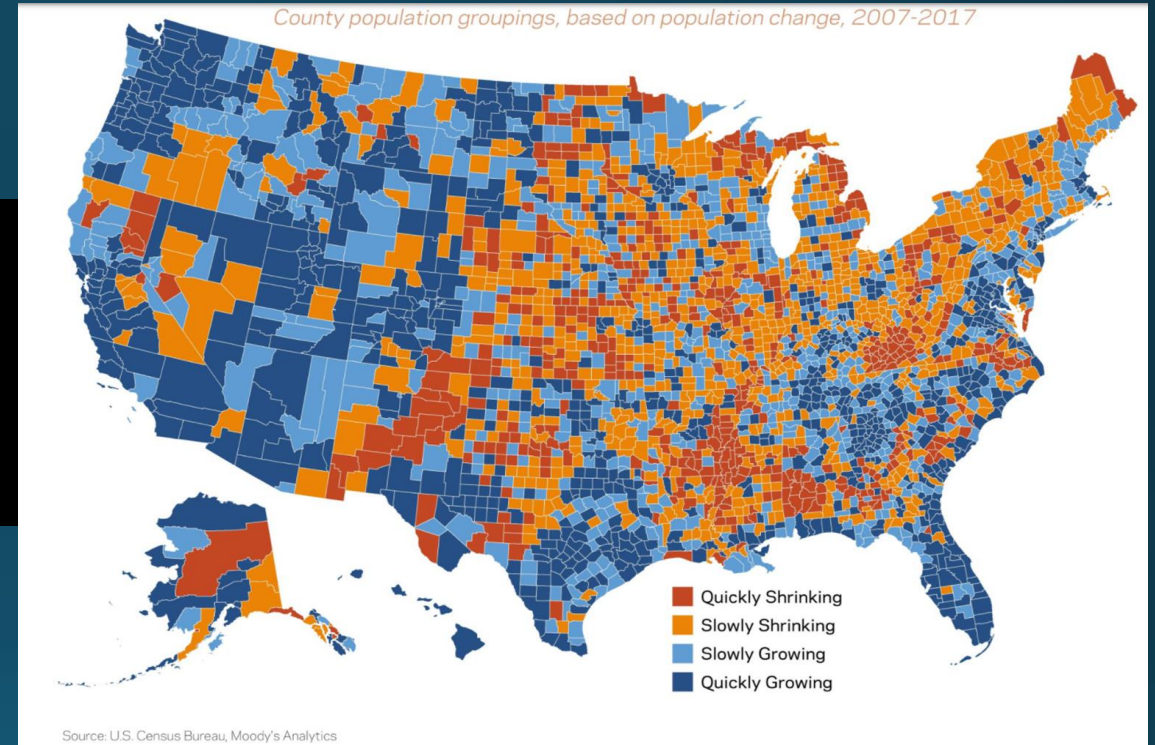 County population groupings, based on population change, 2007-2017
Quickly Shrinking
Slowly Shrinking
Slowly Growing
Quickly Growing
Source: U.S. Census Bureau, Moody's Analytics